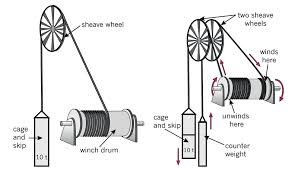 sheave wheel
cage
and
skip
10 t
winch drum
two sheave
wheels
winds
here
unwinds
here
cage
and skip
10 t
counter
weight